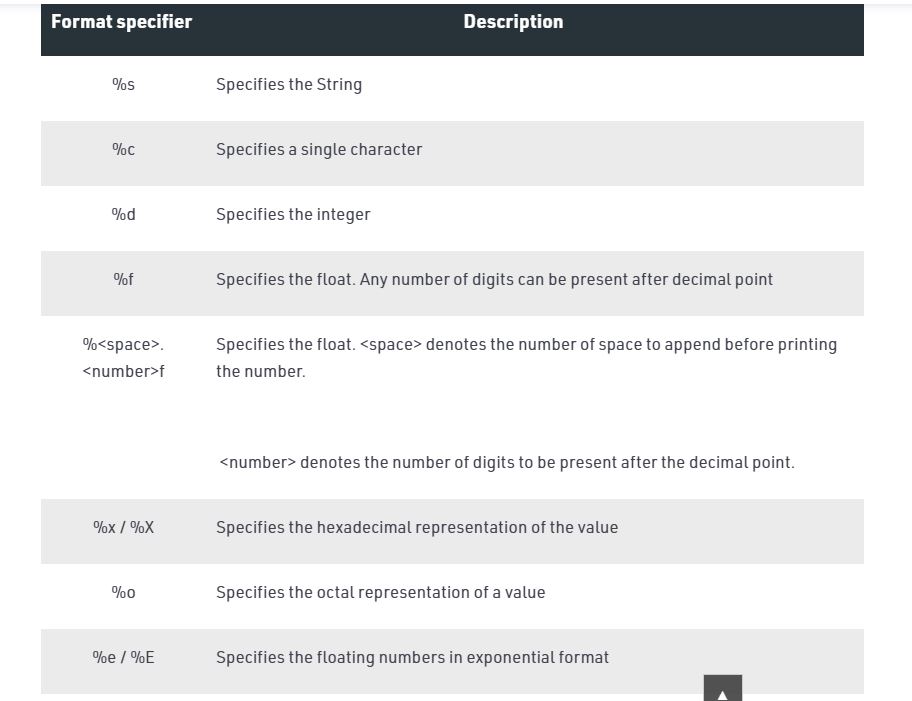 Format specifier Description
%s Specifies the String
%c Specifies a single character
%d Specifies the integer
%f Specifies the float. Any number of digits can be present after decimal point
%<space>. Specifies the float. <space> denotes the number of space to append before printing
<number>f the number.
<number> denotes the number of digits to be present after the decimal point.
%x / %X Specifies the hexadecimal representation of the value
%o Specifies the octal representation of a value
%e / %E Specifies the floating numbers in exponential format